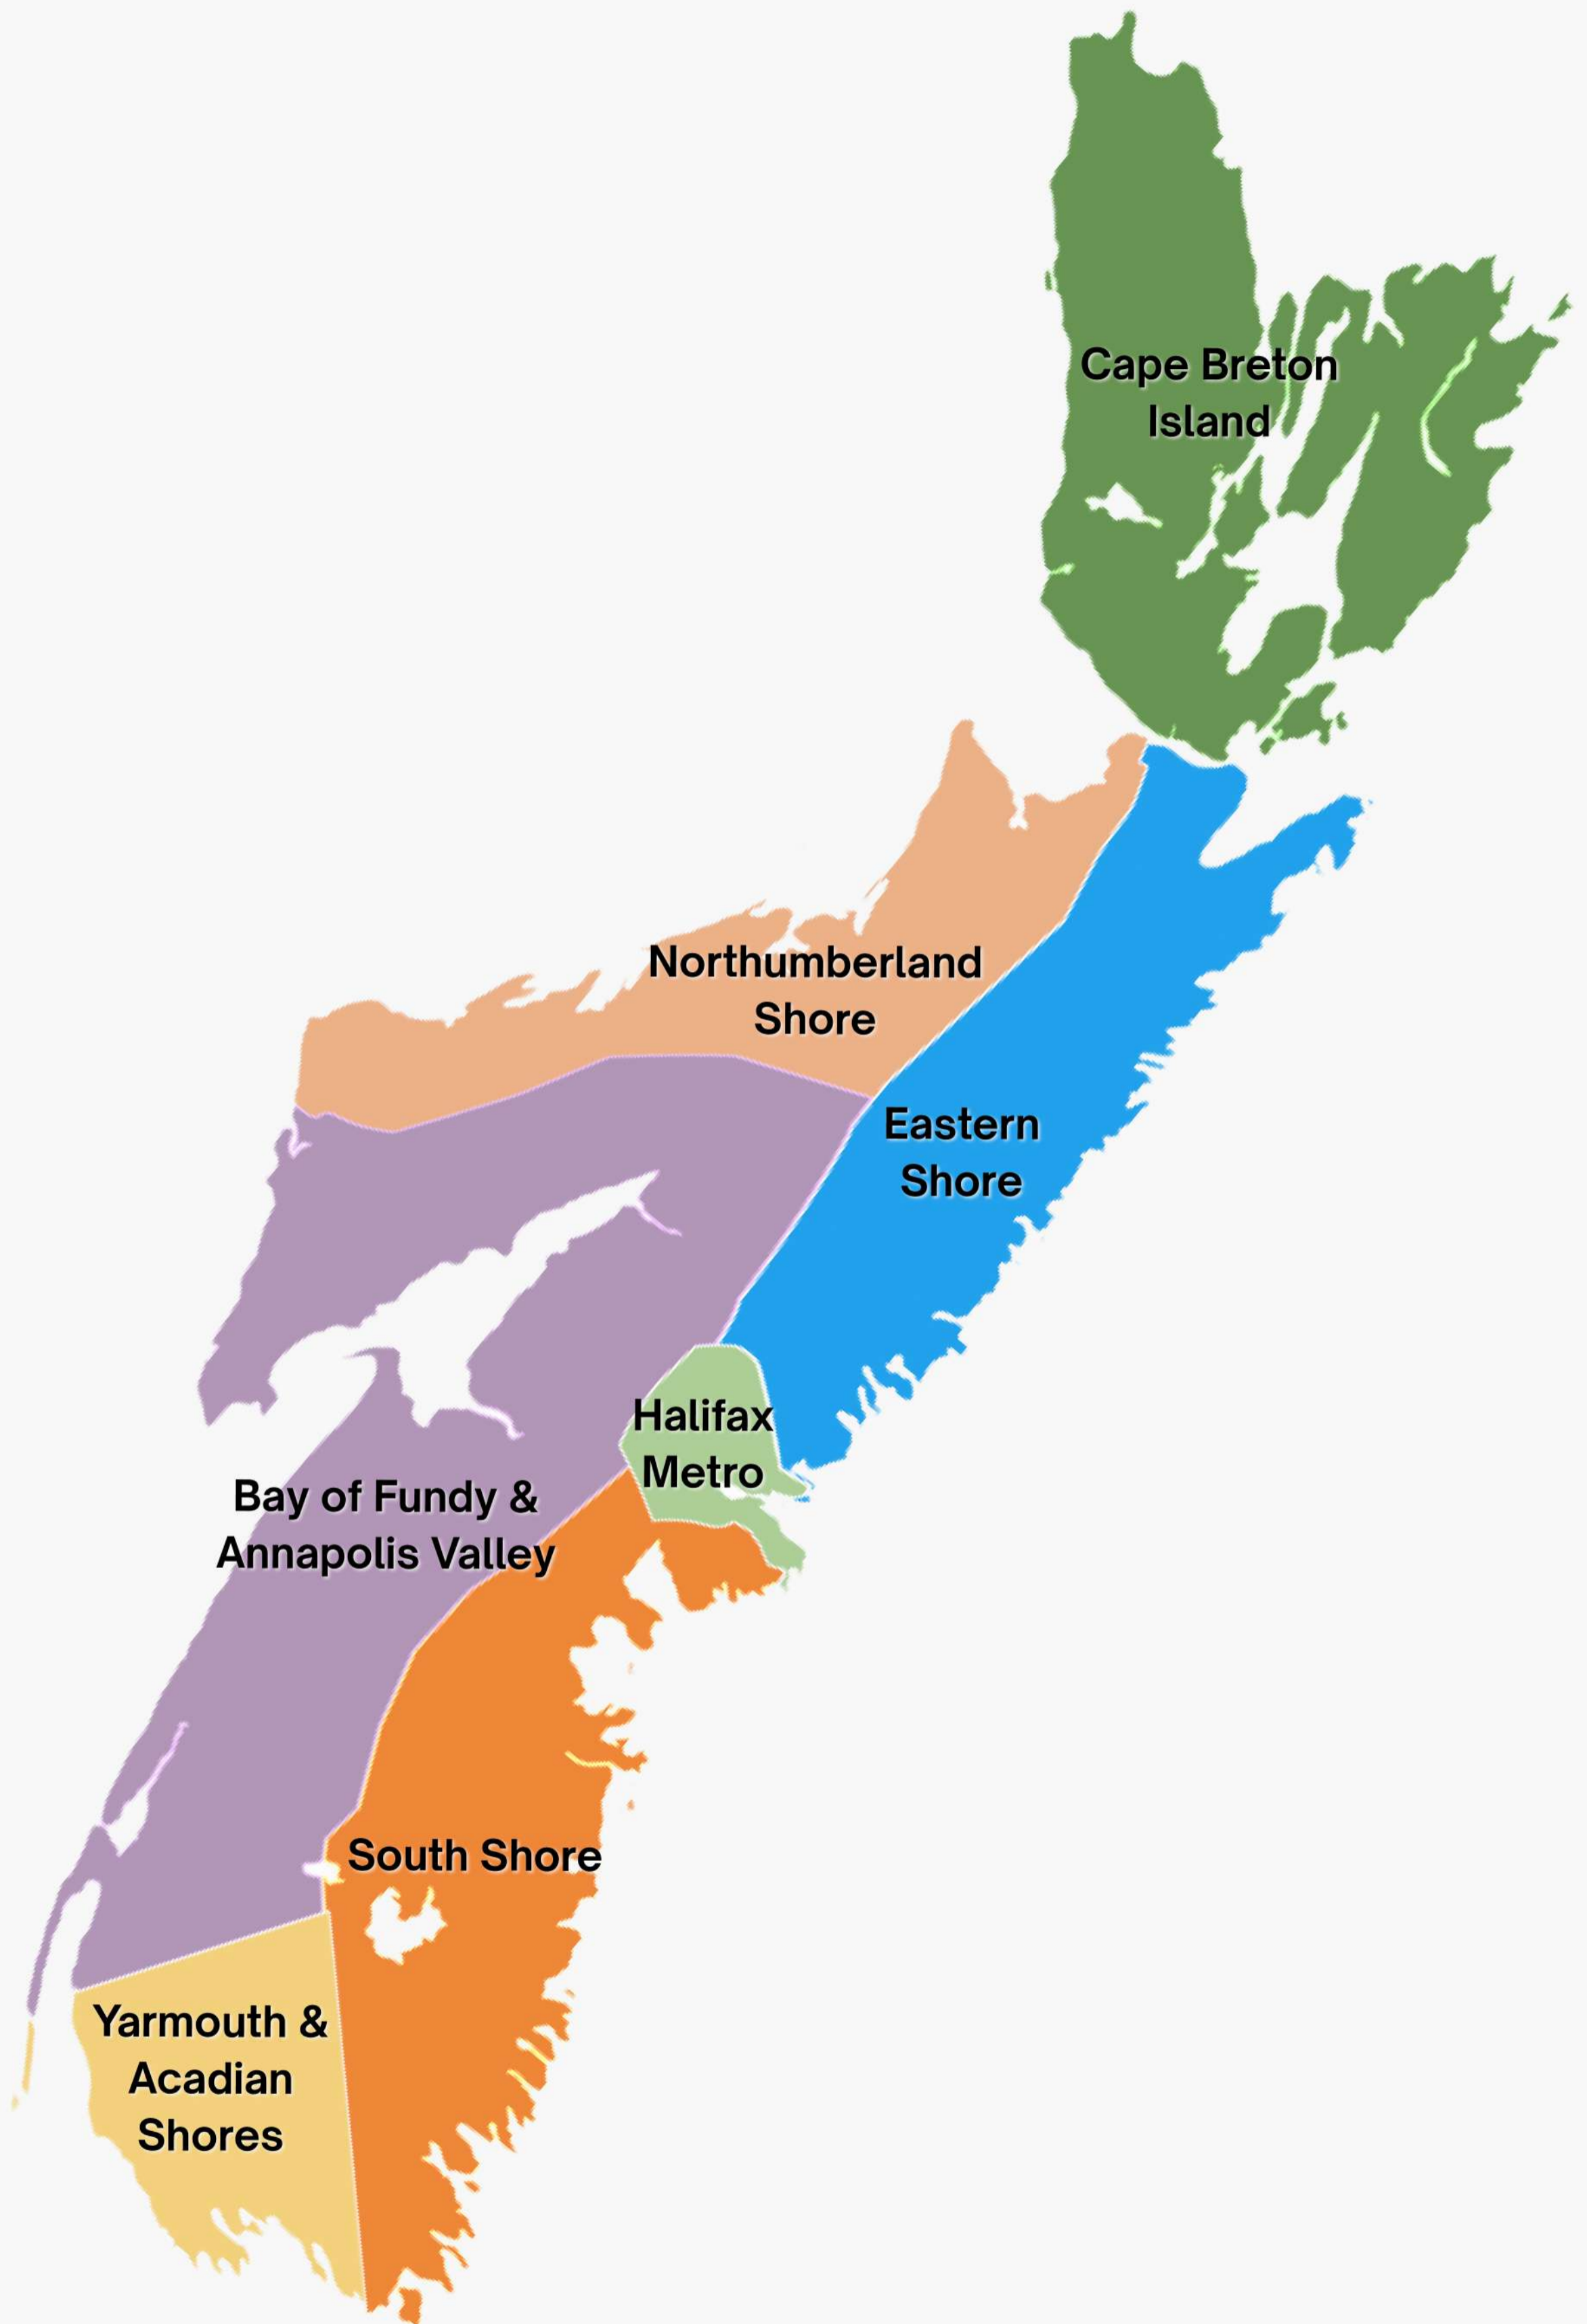 Cape Breton
Island
Northumberland
Shore
Eastern
Shore
Halifax
Metro
Bay of Fundy &
Annapolis Valley
South Shore
Yarmouth &
Acadian
Shores